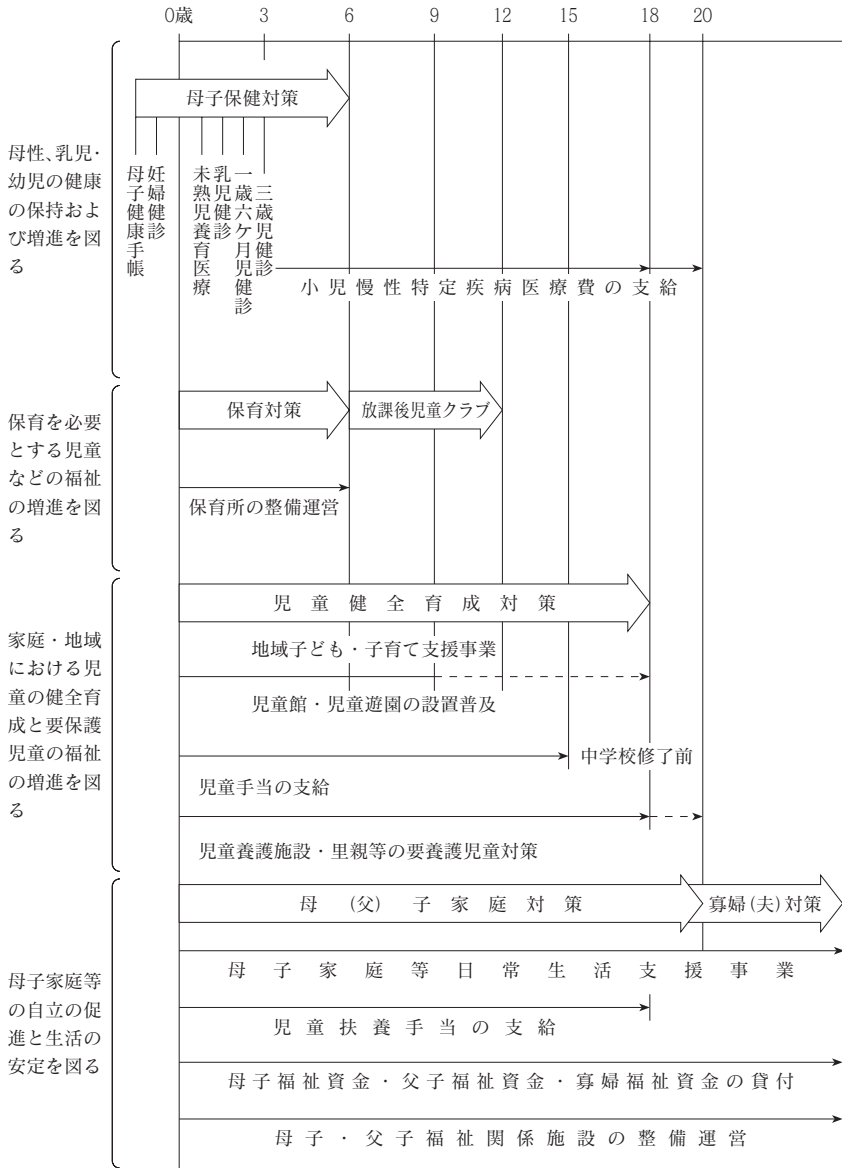 0歳 3 6 9 12 15 18 20
母性、乳児・
幼児の健康
の保持およ
び増進を図
る
母子保健対策
母子健康手帳
妊婦健診
未熟児養育医療
乳児健診
一歳六ケ月児健診
三歳児健診
小児慢性特定疾病医療費の支給
保育を必要
とする児童
などの福祉
の増進を図
る
保育対策
放課後児童クラブ
保育所の整備運営
家庭・地域
における児
童の健全育
成と要保護
児童の福祉
の増進を図
る
児童健全育成対策
地域子ども・子育て支援事業
児童館・児童遊園の設置普及
中学校修了前
児童手当の支給
児童養護施設・里親等の要養護児童対策
母子家庭等
の自立の促
進と生活の
安定を図る
母(父)子家庭対策
寡婦(夫)対策
母子家庭等日常生活支援事業
児童扶養手当の支給
母子福祉資金・父子福祉資金・寡婦福祉資金の貸付
母子・父子福祉関係施設の整備運営